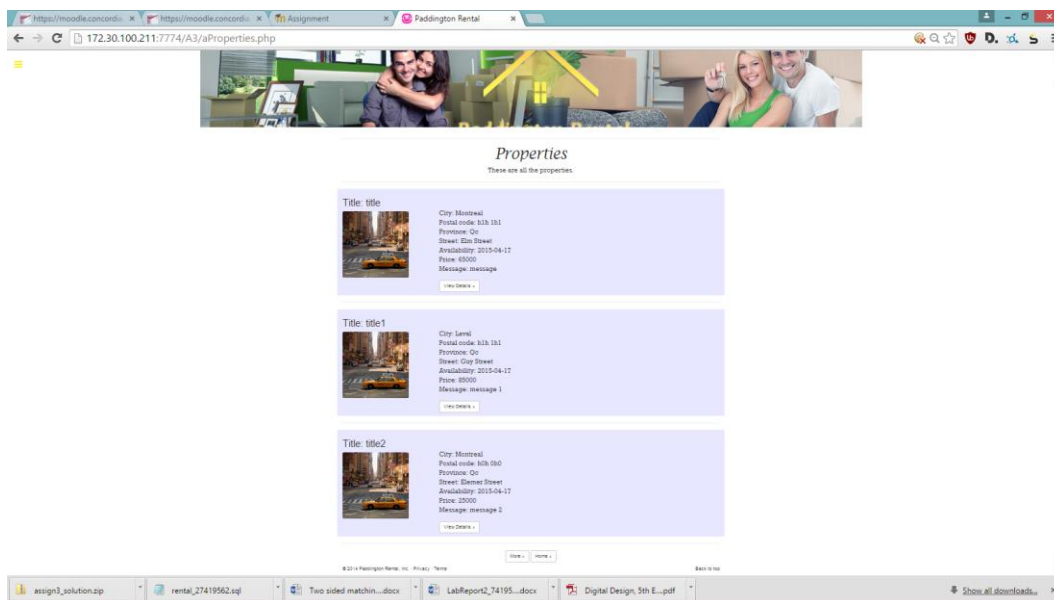 https://moodle.concordia
https://moodle.concordia
Assignment
Paddington Rental
172.30.100.211:7774/A3/aProperties.php
Paddington Rental
Properties
These are all the properties.
Title: title
City: Montreal
Postal code: h1h 1h1
Province: Qc
Street: Elm Street
Availability: 2015-04-17
Price: 65000
Message: message
View Details »
Title: title1
City: Laval
Postal code: h1h 1h1
Province: Qc
Street: Guy Street
Availability: 2015-04-17
Price: 85000
Message: message 1
View Details »
Title: title2
City: Montreal
Postal code: h0h 0h0
Province: Qc
Street: Elemer Street
Availability: 2015-04-17
Price: 25000
Message: message 2
View Details »
More »
Home »
© 2014 Paddington Rental, Inc. · Privacy · Terms
Back to top
assign3_solution.zip
rental_27419562.sql
Two sided matchin....docx
LabReport2_74195....docx
Digital Design, 5th E....pdf
Show all downloads...